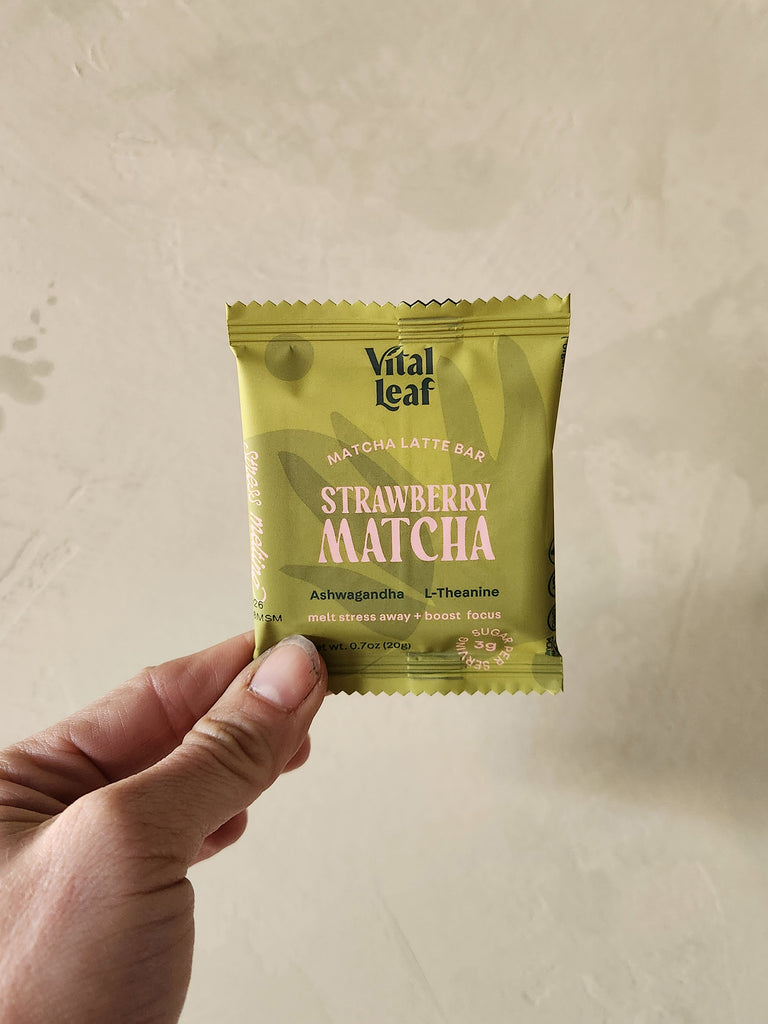 Vital
Leaf
MATCHA LATTE BAR
STRAWBERRY
MATCHA
Ashwagandha L-Theanine
melt stress away + boost focus
wt. 0.7oz (20g)
3g SUGAR PER SERVING
26